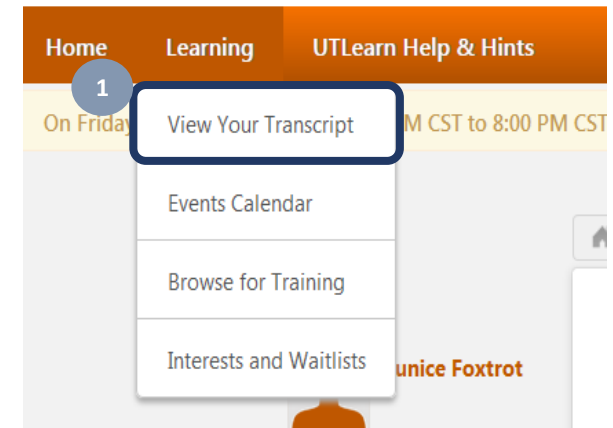 Home Learning UTLearn Help & Hints
1
On Friday M CST to 8:00 PM CST
View Your Transcript
Events Calendar
Browse for Training
Interests and Waitlists
unice Foxtrot